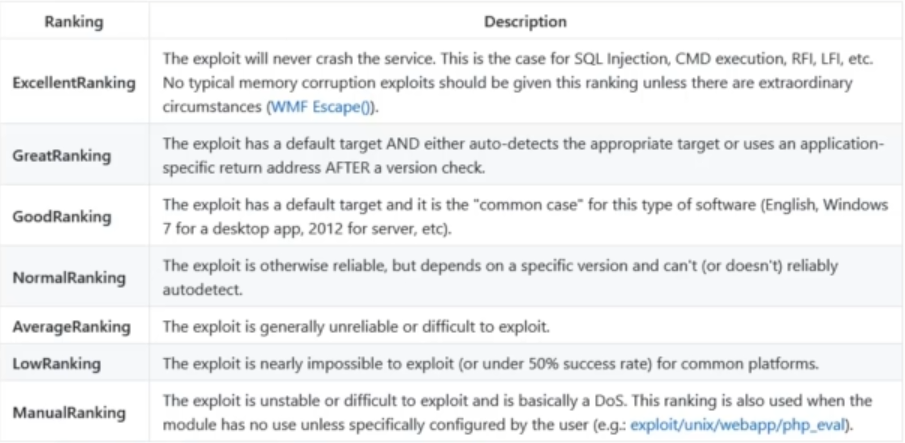 Ranking Description
ExcellentRanking
The exploit will never crash the service. This is the case for SQL Injection, CMD execution, RFI, LFI, etc.
No typical memory corruption exploits should be given this ranking unless there are extraordinary
circumstances (WMF Escape()).
GreatRanking
The exploit has a default target AND either auto-detects the appropriate target or uses an application-
specific return address AFTER a version check.
GoodRanking
The exploit has a default target and it is the "common case" for this type of software (English, Windows
7 for a desktop app, 2012 for server, etc).
NormalRanking
The exploit is otherwise reliable, but depends on a specific version and can't (or doesn't) reliably
autodetect.
AverageRanking The exploit is generally unreliable or difficult to exploit.
LowRanking The exploit is nearly impossible to exploit (or under 50% success rate) for common platforms.
ManualRanking
The exploit is unstable or difficult to exploit and is basically a DoS. This ranking is also used when the
module has no use unless specifically configured by the user (e.g.: exploit/unix/webapp/php_eval).